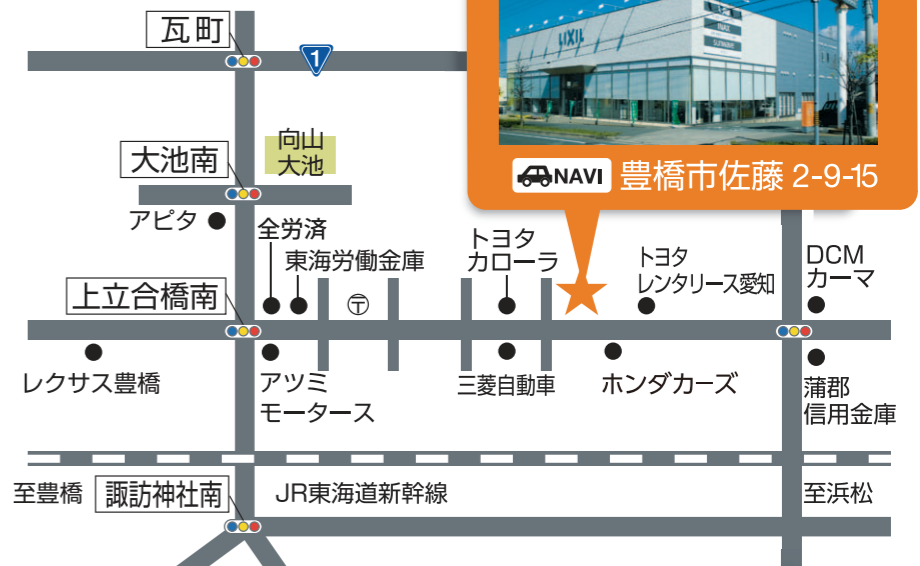 瓦町
1
LIXIL
NAVI 豊橋市佐藤 2-9-15
大池南
向山
大池
アピタ
全労済
東海労働金庫
トヨタ
カローラ
トヨタ
レンタリース愛知
DCM
カーマ
上立合橋南
〒
レクサス豊橋
アツミ
モータース
三菱自動車
ホンダカーズ
蒲郡
信用金庫
至豊橋
諏訪神社南
JR東海道新幹線
至浜松